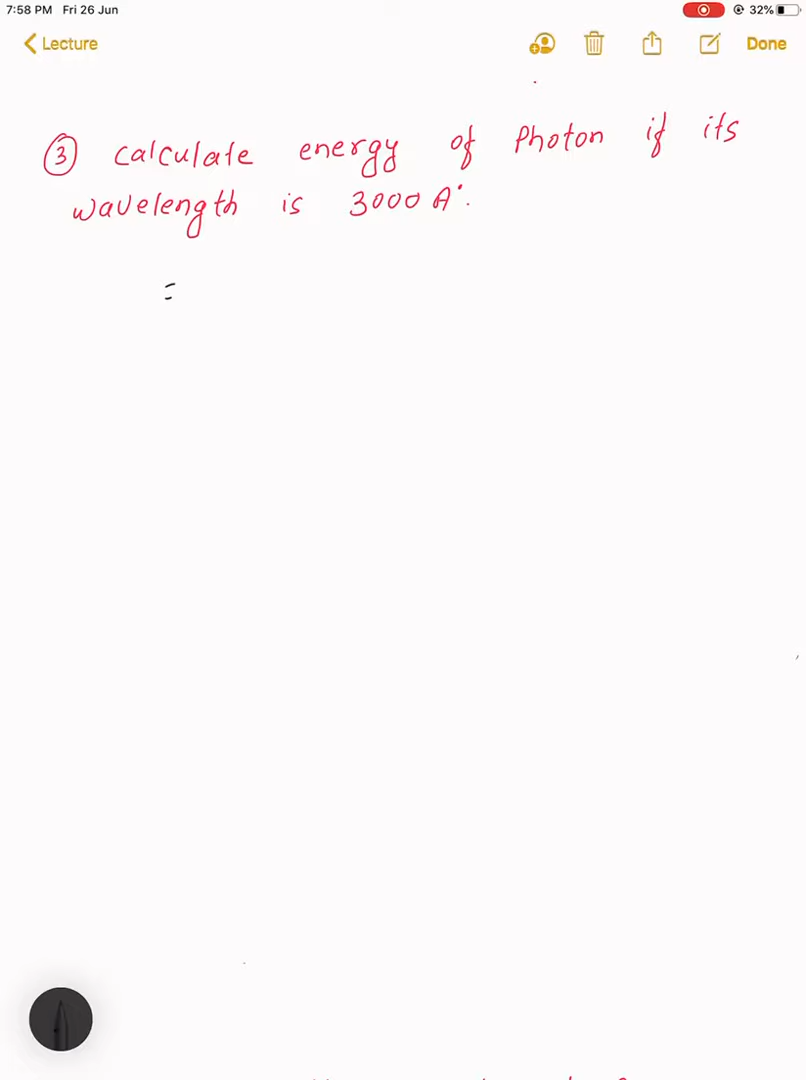 7:58 PM Fri 26 Jun 32%
Lecture Done
③ calculate energy of Photon if its
wavelength is 3000 A°.
=